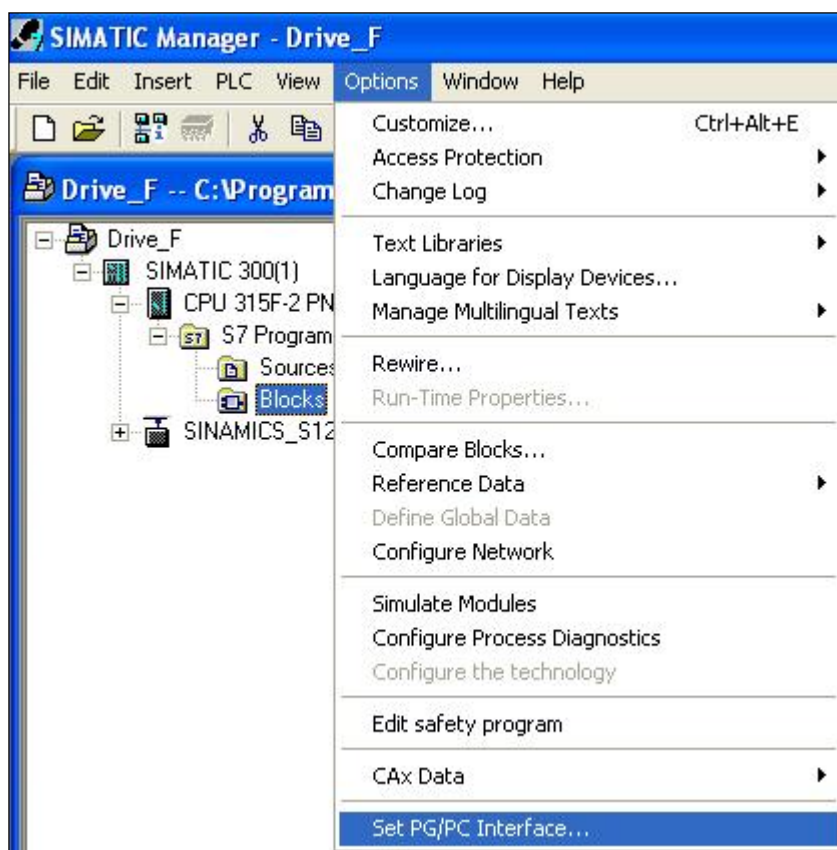 SIMATIC Manager - Drive_F
File Edit Insert PLC View Options Window Help
Customize... Ctrl+Alt+E
Access Protection
Change Log
Text Libraries
Language for Display Devices...
Manage Multilingual Texts
Rewire...
Run-Time Properties...
Compare Blocks...
Reference Data
Define Global Data
Configure Network
Simulate Modules
Configure Process Diagnostics
Configure the technology
Edit safety program
CAx Data
Set PG/PC Interface...
Drive_F -- C:\Program
Drive_F
SIMATIC 300(1)
CPU 315F-2 PN
S7 Program
Sources
Blocks
SINAMICS_S12